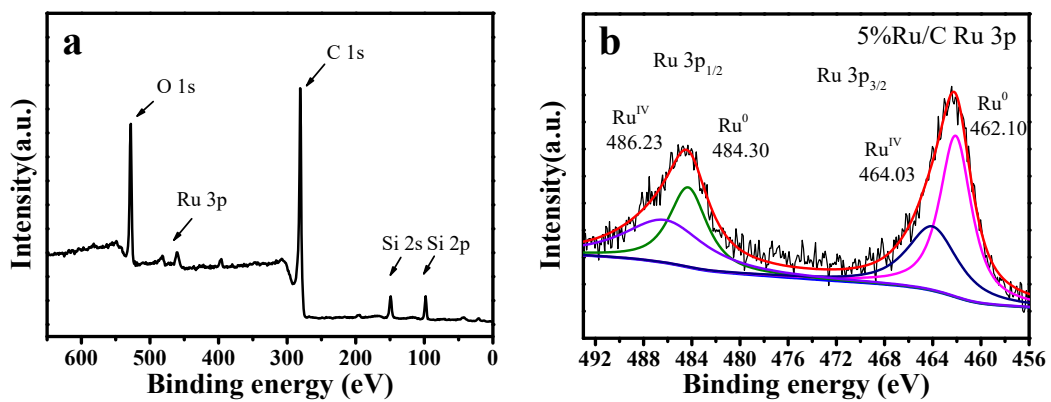 a
C 1s
O 1s
Ru 3p
Si 2s Si 2p
Intensity(a.u.)
600 500 400 300 200 100 0
Binding energy (eV)
b
5%Ru/C Ru 3p
Ru 3p1/2
Ru 3p3/2
RuIV
486.23
Ru0
484.30
RuIV
464.03
Ru0
462.10
Intensity(a.u.)
492 488 484 480 476 472 468 464 460 456
Binding energy (eV)